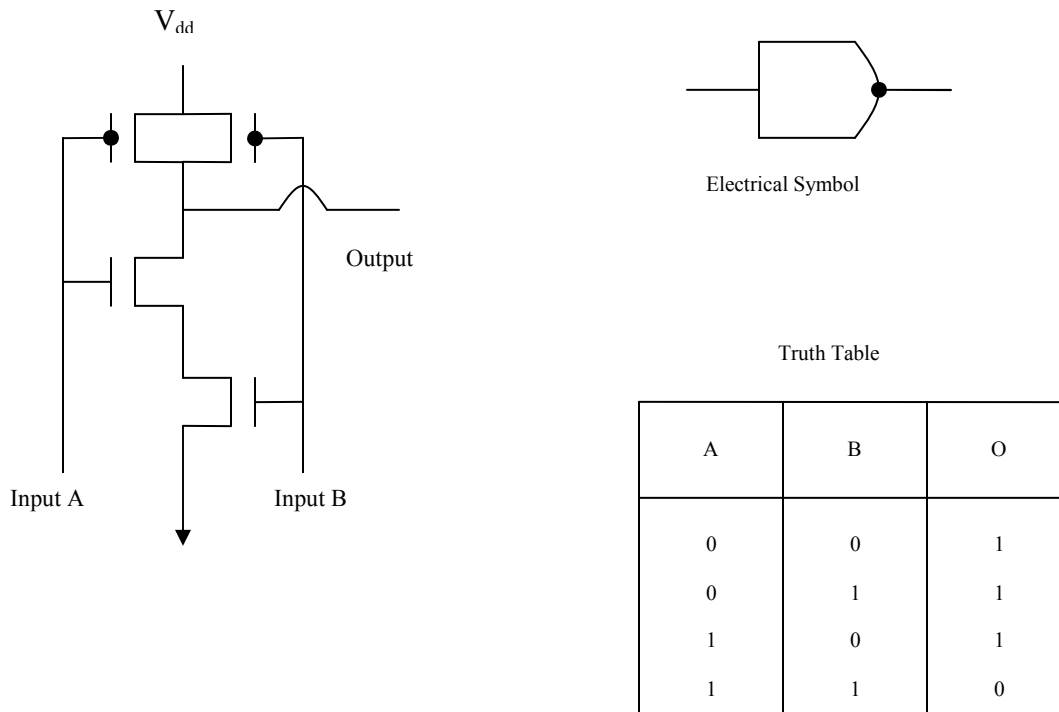 Vdd
Output
Input A
Input B
Electrical Symbol
Truth Table
A B O
0 0 1
0 1 1
1 0 1
1 1 0